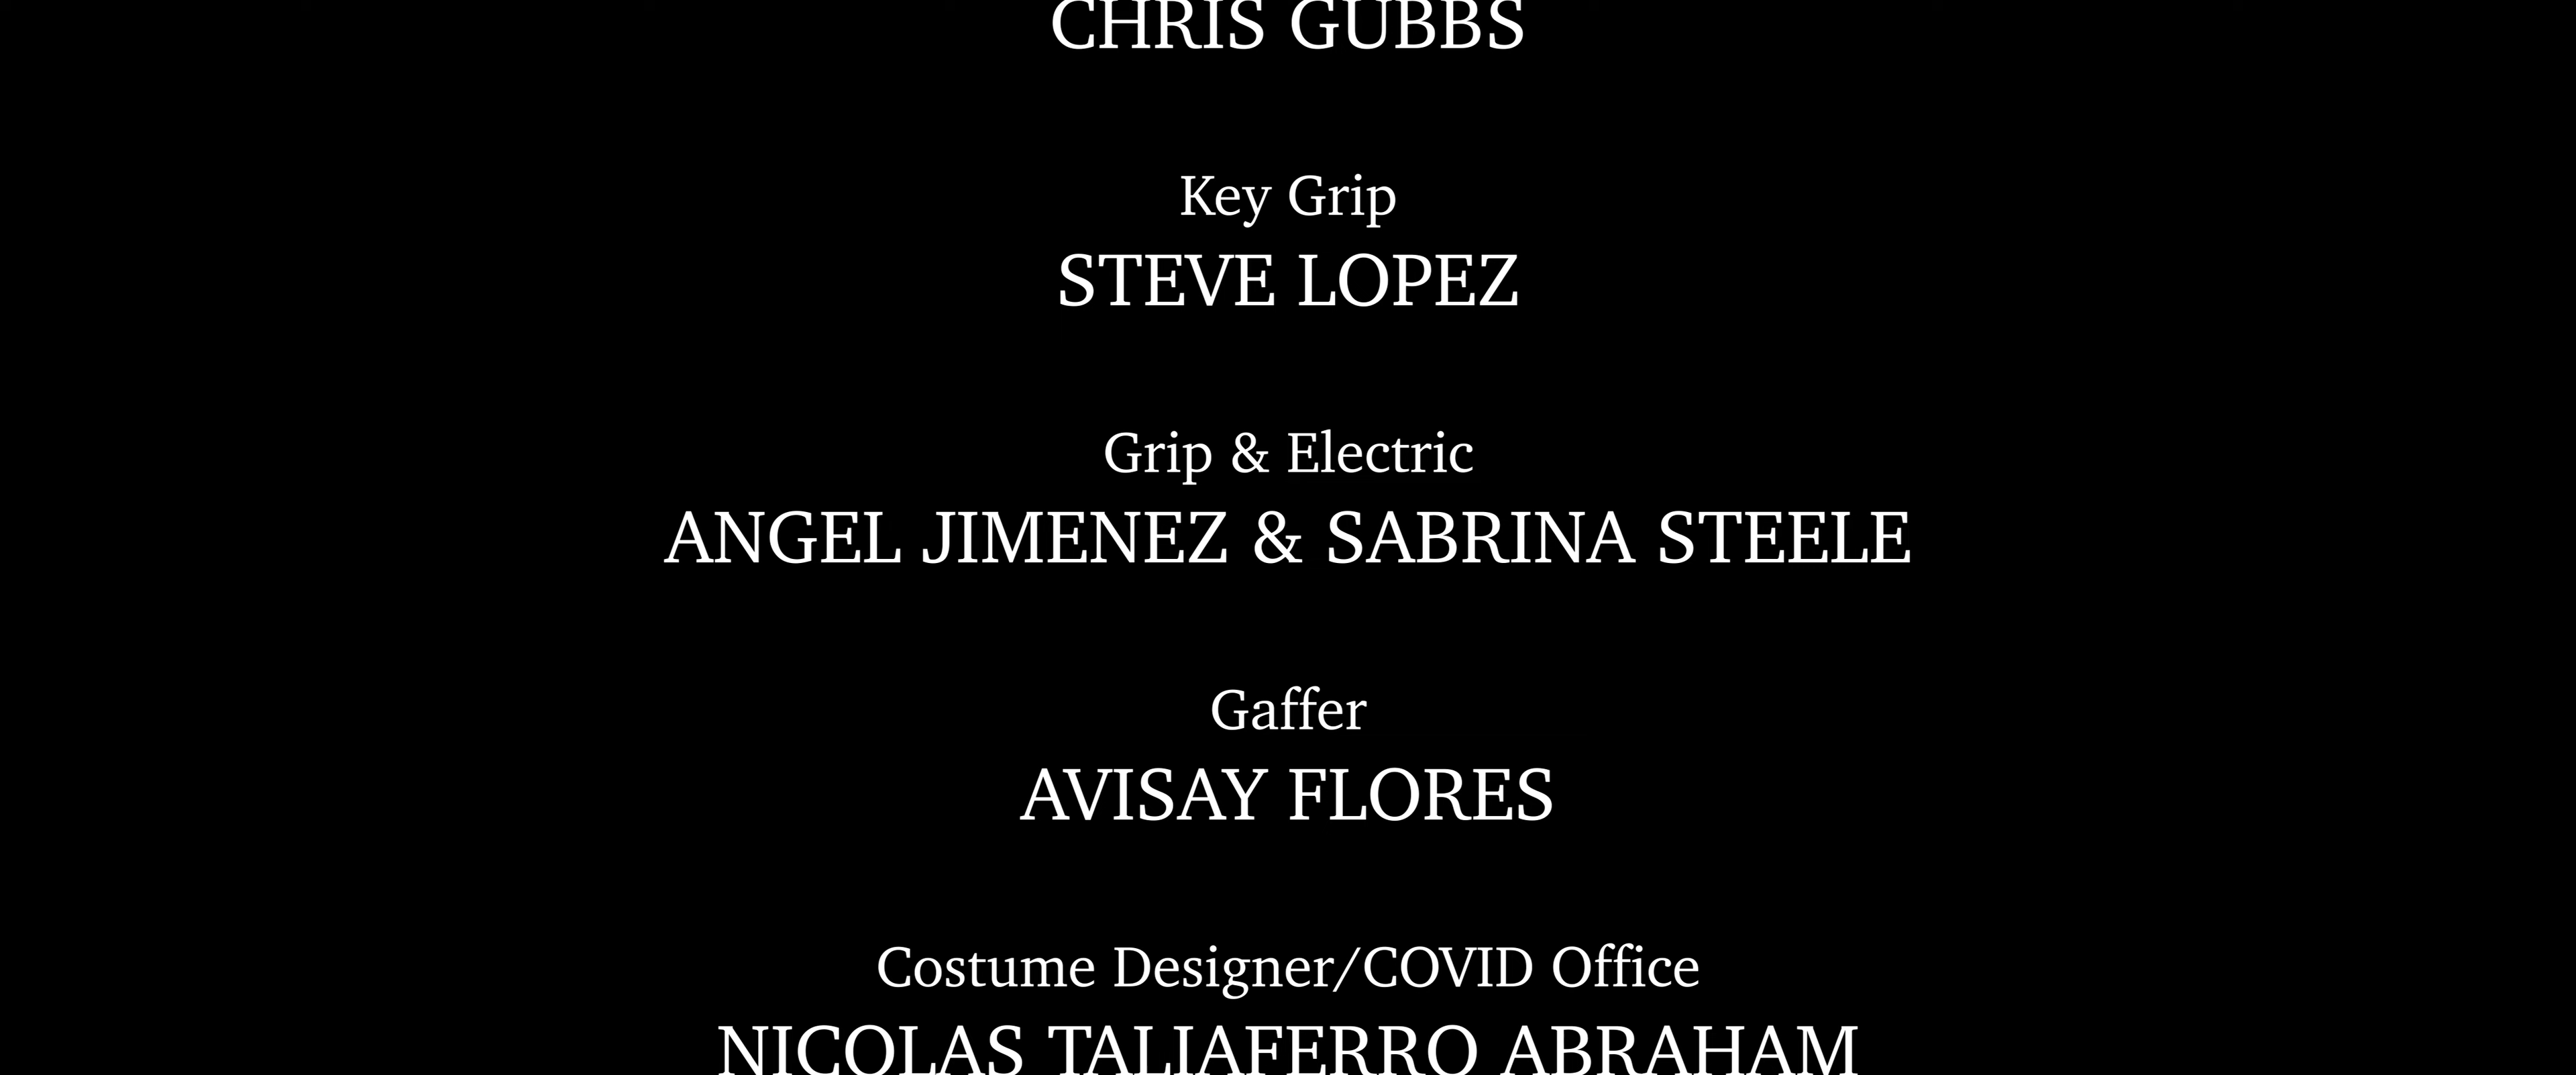 CHRIS GUBBS
Key Grip
STEVE LOPEZ
Grip & Electric
ANGEL JIMENEZ & SABRINA STEELE
Gaffer
AVISAY FLORES
Costume Designer/COVID Office
NICOLAS TALIAFERRO ABRAHAM